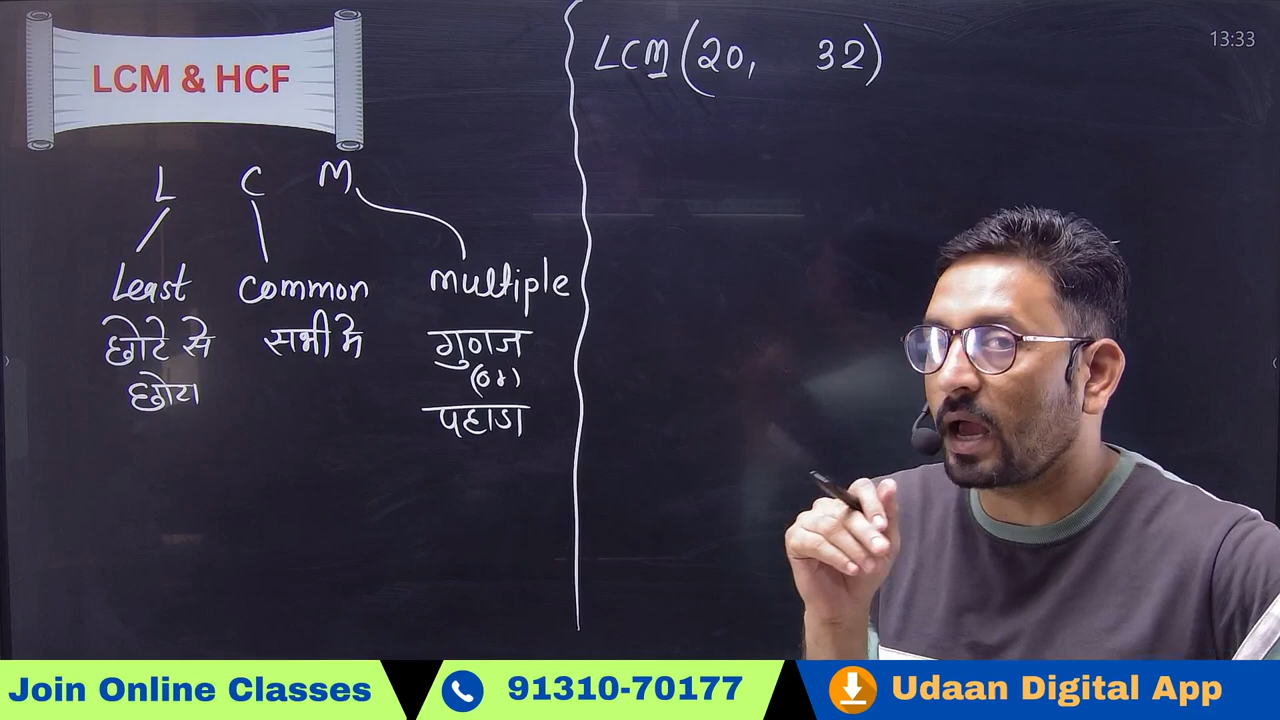 LCM & HCF
L C M
Least Common multiple
छोटे से सभी मे गुणज
छोटा (or)
पहाडा
LCM (20, 32)
13:33
Join Online Classes
91310-70177
Udaan Digital App